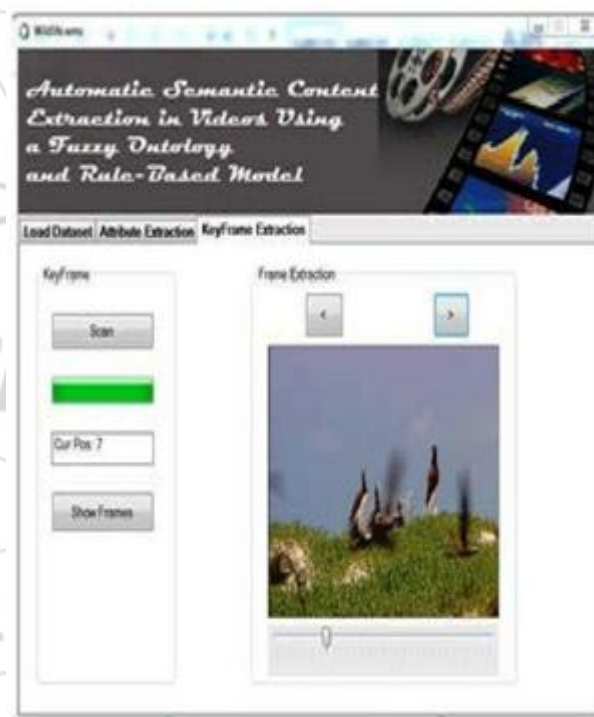 Automatic Semantic Content
Extraction in Videos Using
a Fuzzy Ontology
and Rule-Based Model
Load Dataset Attribute Extraction KeyFrame Extraction
KeyFrame
Frame Extraction
< >
Scan
Cur Pos: 7
Show Frames